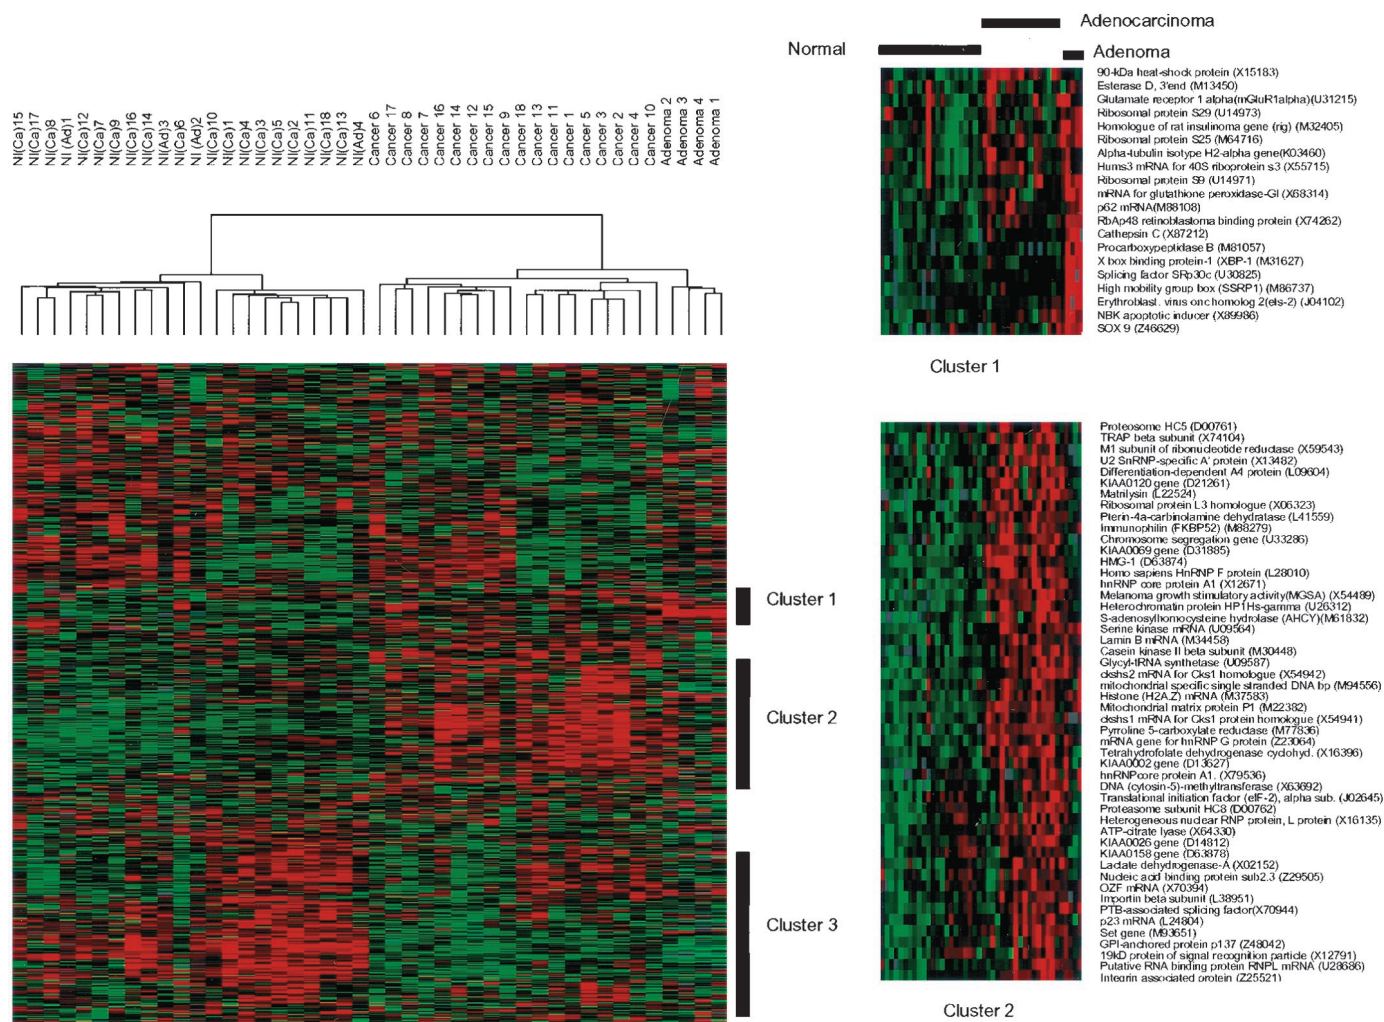 Adenocarcinoma
Normal
Adenoma
Nl(Ca)15
Nl(Ca)17
Nl(Ca)8
Nl (Ad)1
Nl(Ca)12
Nl(Ca)7
Nl(Ca)9
Nl(Ca)16
Nl(Ca)14
Nl(Ad)3
Nl(Ca)6
Nl (Ad)2
Nl(Ca)10
Nl(Ca)1
Nl(Ca)4
Nl(Ca)3
Nl(Ca)5
Nl(Ca)2
Nl(Ca)11
Nl(Ca)18
Nl(Ca)13
Nl(Ad)4
Cancer 6
Cancer 17
Cancer 8
Cancer 7
Cancer 16
Cancer 14
Cancer 12
Cancer 15
Cancer 9
Cancer 18
Cancer 13
Cancer 11
Cancer 1
Cancer 5
Cancer 3
Cancer 2
Cancer 4
Cancer 10
Adenoma 2
Adenoma 3
Adenoma 4
Adenoma 1
90-kDa heat-shock protein (X15183)
Esterase D, 3'end (M13450)
Glutamate receptor 1 alpha(mGluR1alpha)(U31215)
Ribosomal protein S29 (U14973)
Homologue of rat insulinoma gene (rig) (M32405)
Ribosomal protein S25 (M64716)
Alpha-tubulin isotype H2-alpha gene(K03460)
Hums3 mRNA for 40S riboprotein s3 (X55715)
Ribosomal protein S9 (U14971)
mRNA for glutathione peroxidase-GI (X68314)
p62 mRNA(M88108)
RbAp48 retinoblastoma binding protein (X74262)
Cathepsin C (X87212)
Procarboxypeptidase B (M81057)
X box binding protein-1 (XBP-1 (M31627)
Splicing factor SRp30c (U30825)
High mobility group box (SSRP1) (M86737)
Erythroblast. virus onc homolog 2(ets-2) (J04102)
NBK apoptotic inducer (X89986)
SOX 9 (Z46629)
Cluster 1
Proteosome HC5 (D00761)
TRAP beta subunit (X74104)
M1 subunit of ribonucleotide reductase (X59543)
U2 SnRNP-specific A' protein (X13482)
Differentiation-dependent A4 protein (L09604)
KIAA0120 gene (D21261)
Matrilysin (L22524)
Ribosomal protein L3 homologue (X06323)
Pterin-4a-carbinolamine dehydratase (L41559)
Immunophilin (FKBP52) (M88279)
Chromosome segregation gene (U33286)
KIAA0069 gene (D31885)
HMG-1 (D63874)
Homo sapiens HnRNP F protein (L28010)
hnRNP core protein A1 (X12671)
Melanoma growth stimulatory activity(MGSA) (X54489)
Heterochromatin protein HP1Hs-gamma (U26312)
S-adenosylhomocysteine hydrolase (AHCY)(M61832)
Serine kinase mRNA (U09564)
Lamin B mRNA (M34458)
Casein kinase II beta subunit (M30448)
Glycyl-tRNA synthetase (U09587)
ckshs2 mRNA for Cks1 homologue (X54942)
mitochondrial specific single stranded DNA bp (M94556)
Histone (H2A.Z) mRNA (M37583)
Mitochondrial matrix protein P1 (M22382)
ckshs1 mRNA for Cks1 protein homologue (X54941)
Pyrroline 5-carboxylate reductase (M77836)
mRNA gene for hnRNP G protein (Z23064)
Tetrahydrofolate dehydrogenase cyclohyd. (X16396)
KIAA0002 gene (D13627)
hnRNPcore protein A1. (X79536)
DNA (cytosin-5)-methyltransferase (X63692)
Translational initiation factor (eIF-2), alpha sub. (J02645)
Proteasome subunit HC8 (D00762)
Heterogeneous nuclear RNP protein, L protein (X16135)
ATP-citrate lyase (X64330)
KIAA0026 gene (D14812)
KIAA0158 gene (D63878)
Lactate dehydrogenase-A (X02152)
Nucleic acid binding protein sub2.3 (Z29505)
OZF mRNA (X70394)
Importin beta subunit (L38951)
PTB-associated splicing factor(X70944)
p23 mRNA (L24804)
Set gene (M93651)
GPI-anchored protein p137 (Z48042)
19kD protein of signal recognition particle (X12791)
Putative RNA binding protein RNPL mRNA (U28686)
Integrin associated protein (Z25521)
Cluster 2
Cluster 1
Cluster 2
Cluster 3